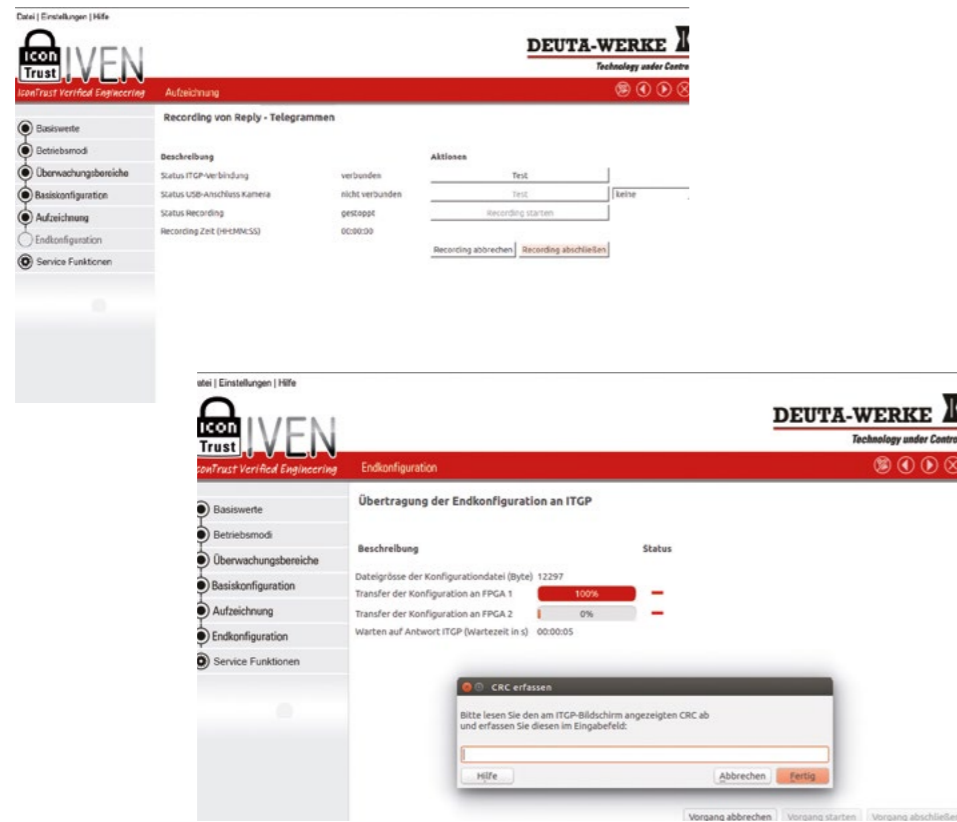 Datei | Einstellungen | Hilfe
Icon
Trust
IVEN
DEUTA-WERKE
Technology under Contro
IconTrust Verified Engineering
Aufzeichnung
Recording von Reply - Telegrammen
Basiswerte
Betriebsmodi
Überwachungsbereiche
Basiskonfiguration
Aufzeichnung
Endkonfiguration
Service Funktionen
Beschreibung Aktionen
Status ITGP-Verbindung verbunden Test
Status USB-Anschluss Kamera nicht verbunden Test keine
Status Recording gestoppt Recording starten
Recording Zeit (HH:MM:SS) 00:00:00
Recording abbrechen Recording abschließen
atei | Einstellungen | Hilfe
Icon
Trust
IVEN
DEUTA-WERKE
Technology under Contro
conTrust Verified Engineering
Endkonfiguration
Übertragung der Endkonfiguration an ITGP
Basiswerte
Betriebsmodi
Überwachungsbereiche
Basiskonfiguration
Aufzeichnung
Endkonfiguration
Service Funktionen
Beschreibung Status
Dateigrösse der Konfigurationdatei (Byte) 12297
Transfer der Konfiguration an FPGA 1 100%
Transfer der Konfiguration an FPGA 2 0%
Warten auf Antwort ITGP (Wartezeit in s) 00:00:05
CRC erfassen
Bitte lesen Sie den am ITGP-Bildschirm angezeigten CRC ab
und erfassen Sie diesen im Eingabefeld:
Hilfe Abbrechen Fertig
Vorgang abbrechen Vorgang starten Vorgang abschließen